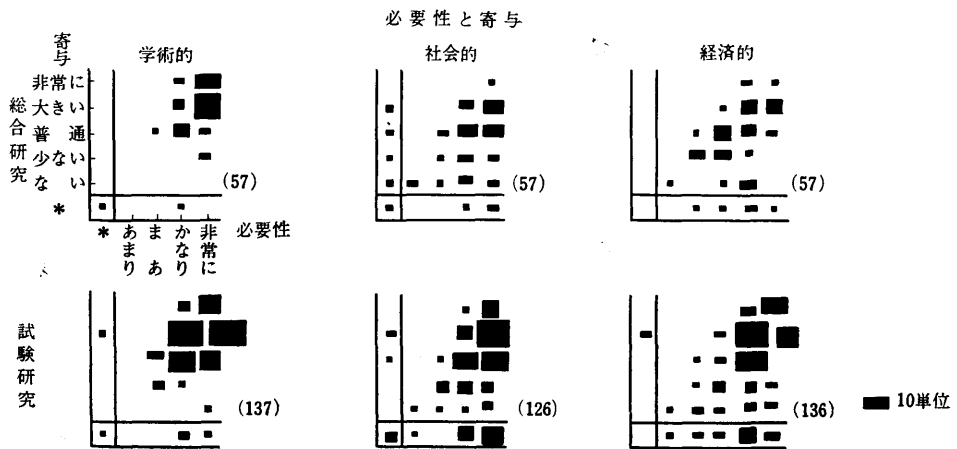 必要性と寄与
寄与
学術的
社会的
経済的
総合研究
非常に
大きい
普通
少ない
ない
*
(57)
(57)
(57)
* あまり まあ かなり 非常に 必要性
試験研究
(137)
(126)
(136)
10単位